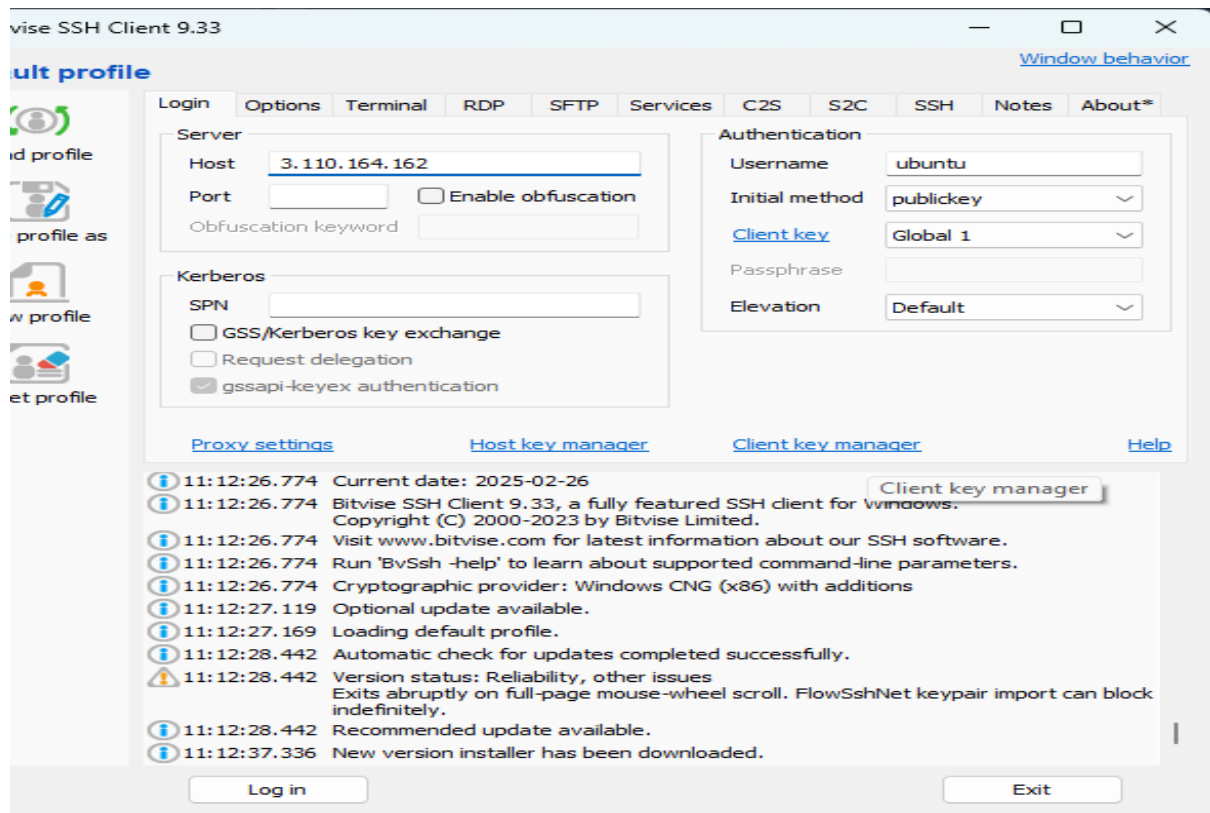 vise SSH Client 9.33
Window behavior
ult profile
Login Options Terminal RDP SFTP Services C2S S2C SSH Notes About*
d profile
profile as
w profile
et profile
Server
Host 3.110.164.162
Port Enable obfuscation
Obfuscation keyword
Kerberos
SPN
GSS/Kerberos key exchange
Request delegation
gssapi-keyex authentication
Authentication
Username ubuntu
Initial method publickey
Client key Global 1
Passphrase
Elevation Default
Proxy settings Host key manager Client key manager Help
Client key manager
11:12:26.774 Current date: 2025-02-26
11:12:26.774 Bitvise SSH Client 9.33, a fully featured SSH client for Windows.
Copyright (C) 2000-2023 by Bitvise Limited.
11:12:26.774 Visit www.bitvise.com for latest information about our SSH software.
11:12:26.774 Run 'BvSsh -help' to learn about supported command-line parameters.
11:12:26.774 Cryptographic provider: Windows CNG (x86) with additions
11:12:27.119 Optional update available.
11:12:27.169 Loading default profile.
11:12:28.442 Automatic check for updates completed successfully.
11:12:28.442 Version status: Reliability, other issues
Exits abruptly on full-page mouse-wheel scroll. FlowSshNet keypair import can block
indefinitely.
11:12:28.442 Recommended update available.
11:12:37.336 New version installer has been downloaded.
Log in Exit